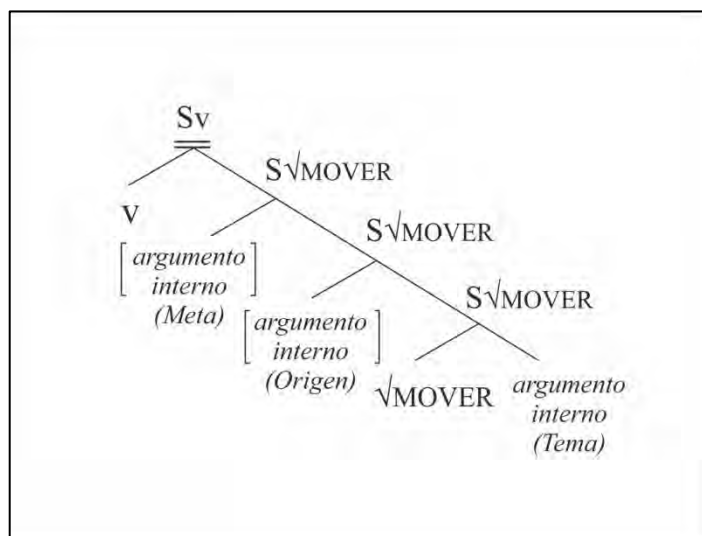 Sv
S√MOVER
v
S√MOVER
[argumento
interno
(Meta)]
S√MOVER
[argumento
interno
(Origen)]
√MOVER
argumento
interno
(Tema)